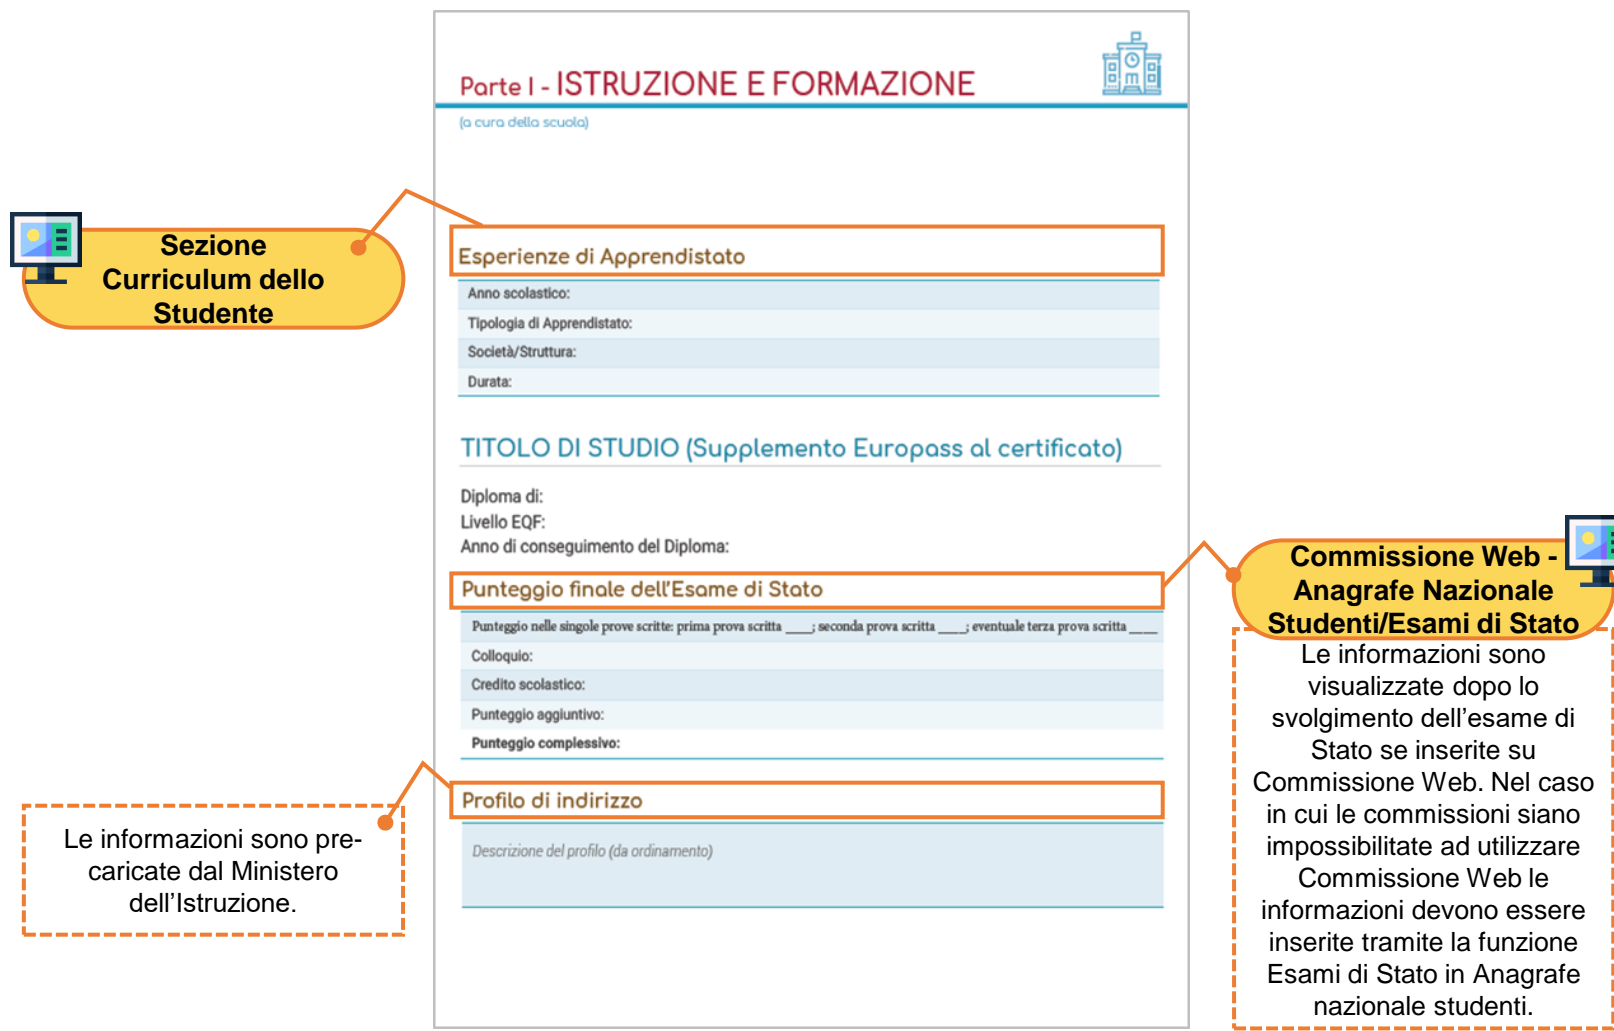 Parte I - ISTRUZIONE E FORMAZIONE
(a cura della scuola)
Sezione
Curriculum dello
Studente
Esperienze di Apprendistato
Anno scolastico:
Tipologia di Apprendistato:
Società/Struttura:
Durata:
TITOLO DI STUDIO (Supplemento Europass al certificato)
Diploma di:
Livello EQF:
Anno di conseguimento del Diploma:
Punteggio finale dell'Esame di Stato
Punteggio nelle singole prove scritte: prima prova scritta ____; seconda prova scritta ____; eventuale terza prova scritta ____
Colloquio:
Credito scolastico:
Punteggio aggiuntivo:
Punteggio complessivo:
Profilo di indirizzo
Descrizione del profilo (da ordinamento)
Le informazioni sono pre-
caricate dal Ministero
dell'Istruzione.
Commissione Web -
Anagrafe Nazionale
Studenti/Esami di Stato
Le informazioni sono
visualizzate dopo lo
svolgimento dell'esame di
Stato se inserite su
Commissione Web. Nel caso
in cui le commissioni siano
impossibilitate ad utilizzare
Commissione Web le
informazioni devono essere
inserite tramite la funzione
Esami di Stato in Anagrafe
nazionale studenti.